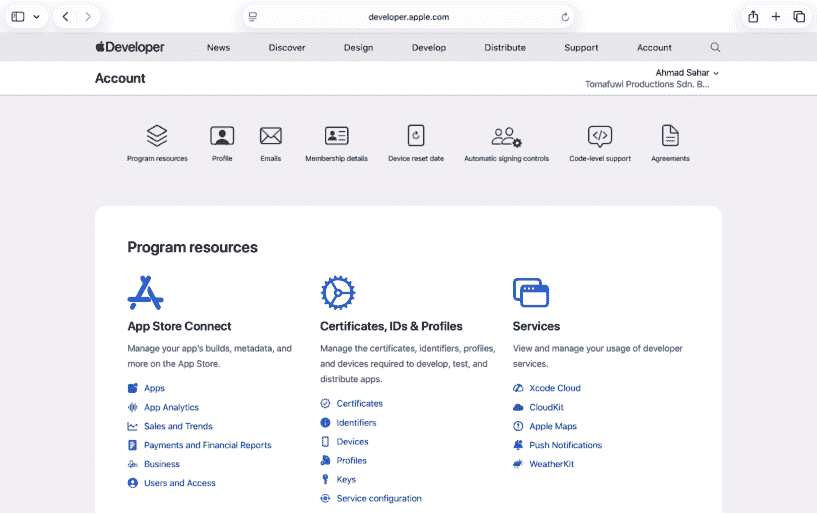 developer.apple.com
Developer
News
Discover
Design
Develop
Distribute
Support
Account
Account
Ahmad Sahar
Tomafuwi Productions Sdn. B...
Program resources
Profile
Emails
Membership details
Device reset date
Automatic signing controls
Code-level support
Agreements
Program resources
App Store Connect
Manage your app's builds, metadata, and
more on the App Store.
Apps
App Analytics
Sales and Trends
Payments and Financial Reports
Business
Users and Access
Certificates, IDs & Profiles
Manage the certificates, identifiers, profiles,
and devices required to develop, test, and
distribute apps.
Certificates
Identifiers
Devices
Profiles
Keys
Service configuration
Services
View and manage your usage of developer
services.
Xcode Cloud
CloudKit
Apple Maps
Push Notifications
WeatherKit